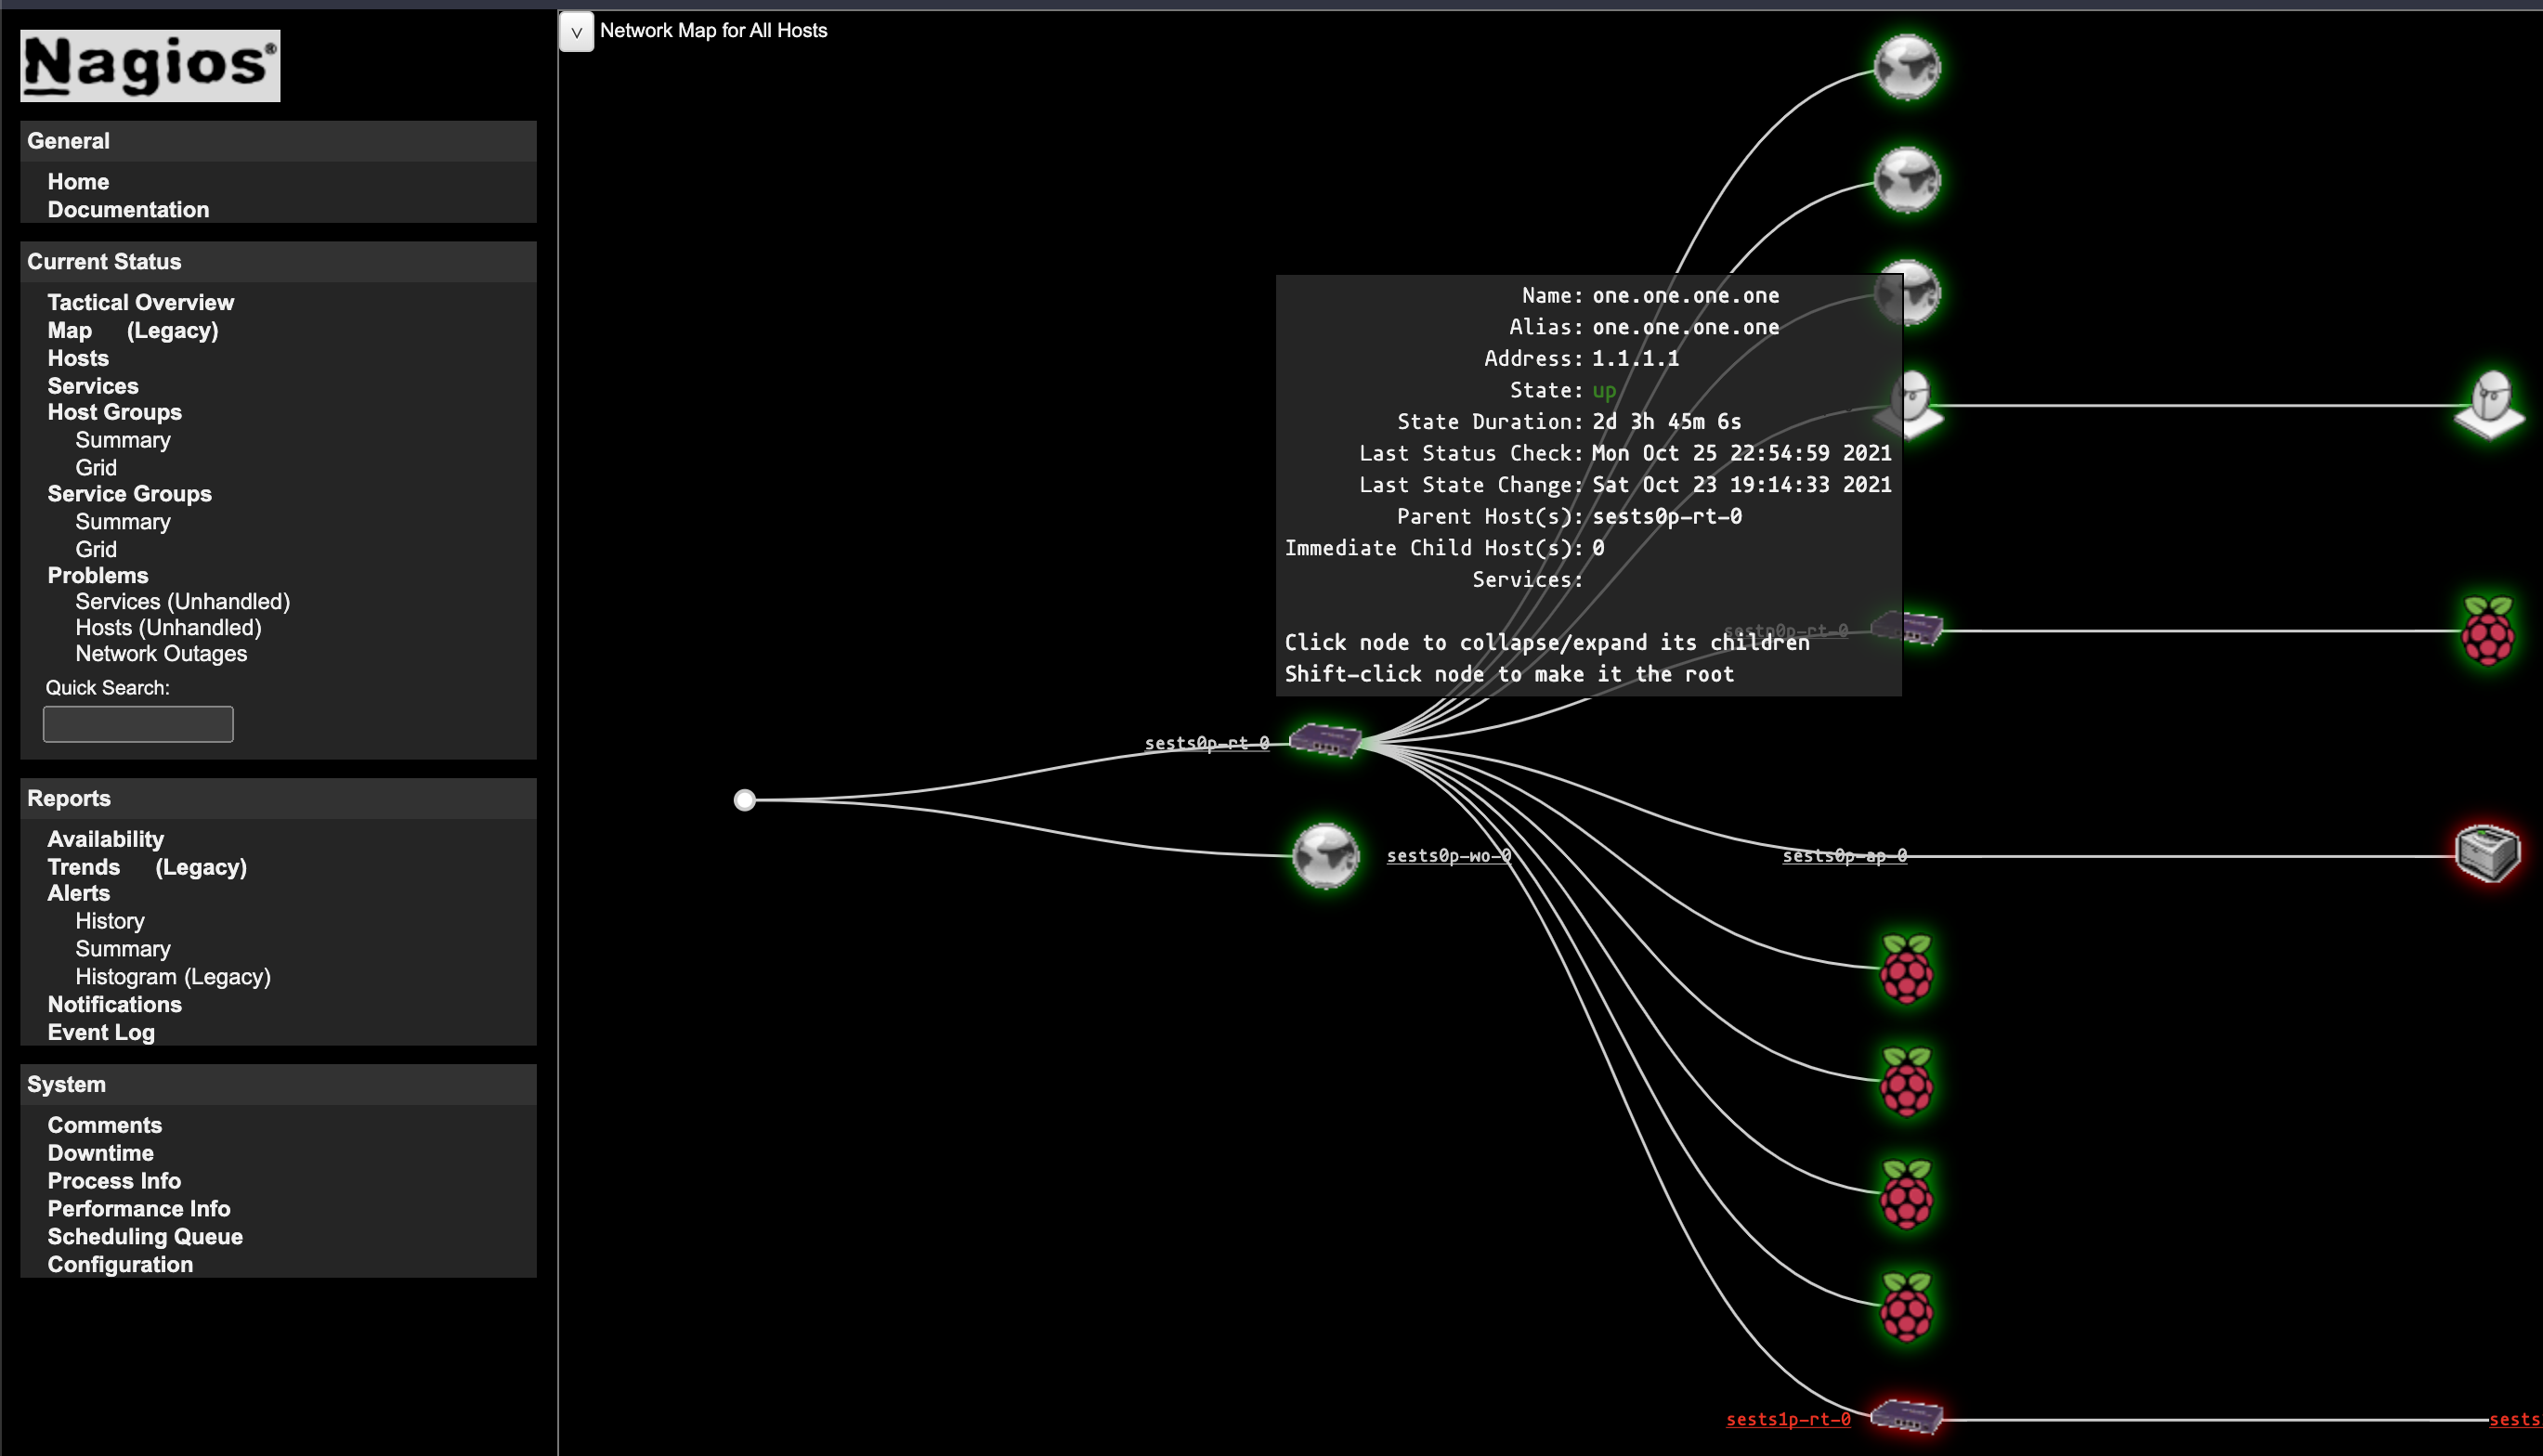 Nagios®
General
Home
Documentation
Current Status
Tactical Overview
Map (Legacy)
Hosts
Services
Host Groups
Summary
Grid
Service Groups
Summary
Grid
Problems
Services (Unhandled)
Hosts (Unhandled)
Network Outages
Quick Search:
Reports
Availability
Trends (Legacy)
Alerts
History
Summary
Histogram (Legacy)
Notifications
Event Log
System
Comments
Downtime
Process Info
Performance Info
Scheduling Queue
Configuration
v Network Map for All Hosts
Name: one.one.one.one
Alias: one.one.one.one
Address: 1.1.1.1
State: up
State Duration: 2d 3h 45m 6s
Last Status Check: Mon Oct 25 22:54:59 2021
Last State Change: Sat Oct 23 19:14:33 2021
Parent Host(s): sests0p-rt-0
Immediate Child Host(s): 0
Services:
Click node to collapse/expand its children
Shift-click node to make it the root
sestp0p-rt-0
sests0p-rt-0
sests0p-wo-0
sests0p-ap-0
sests1p-rt-0
sests